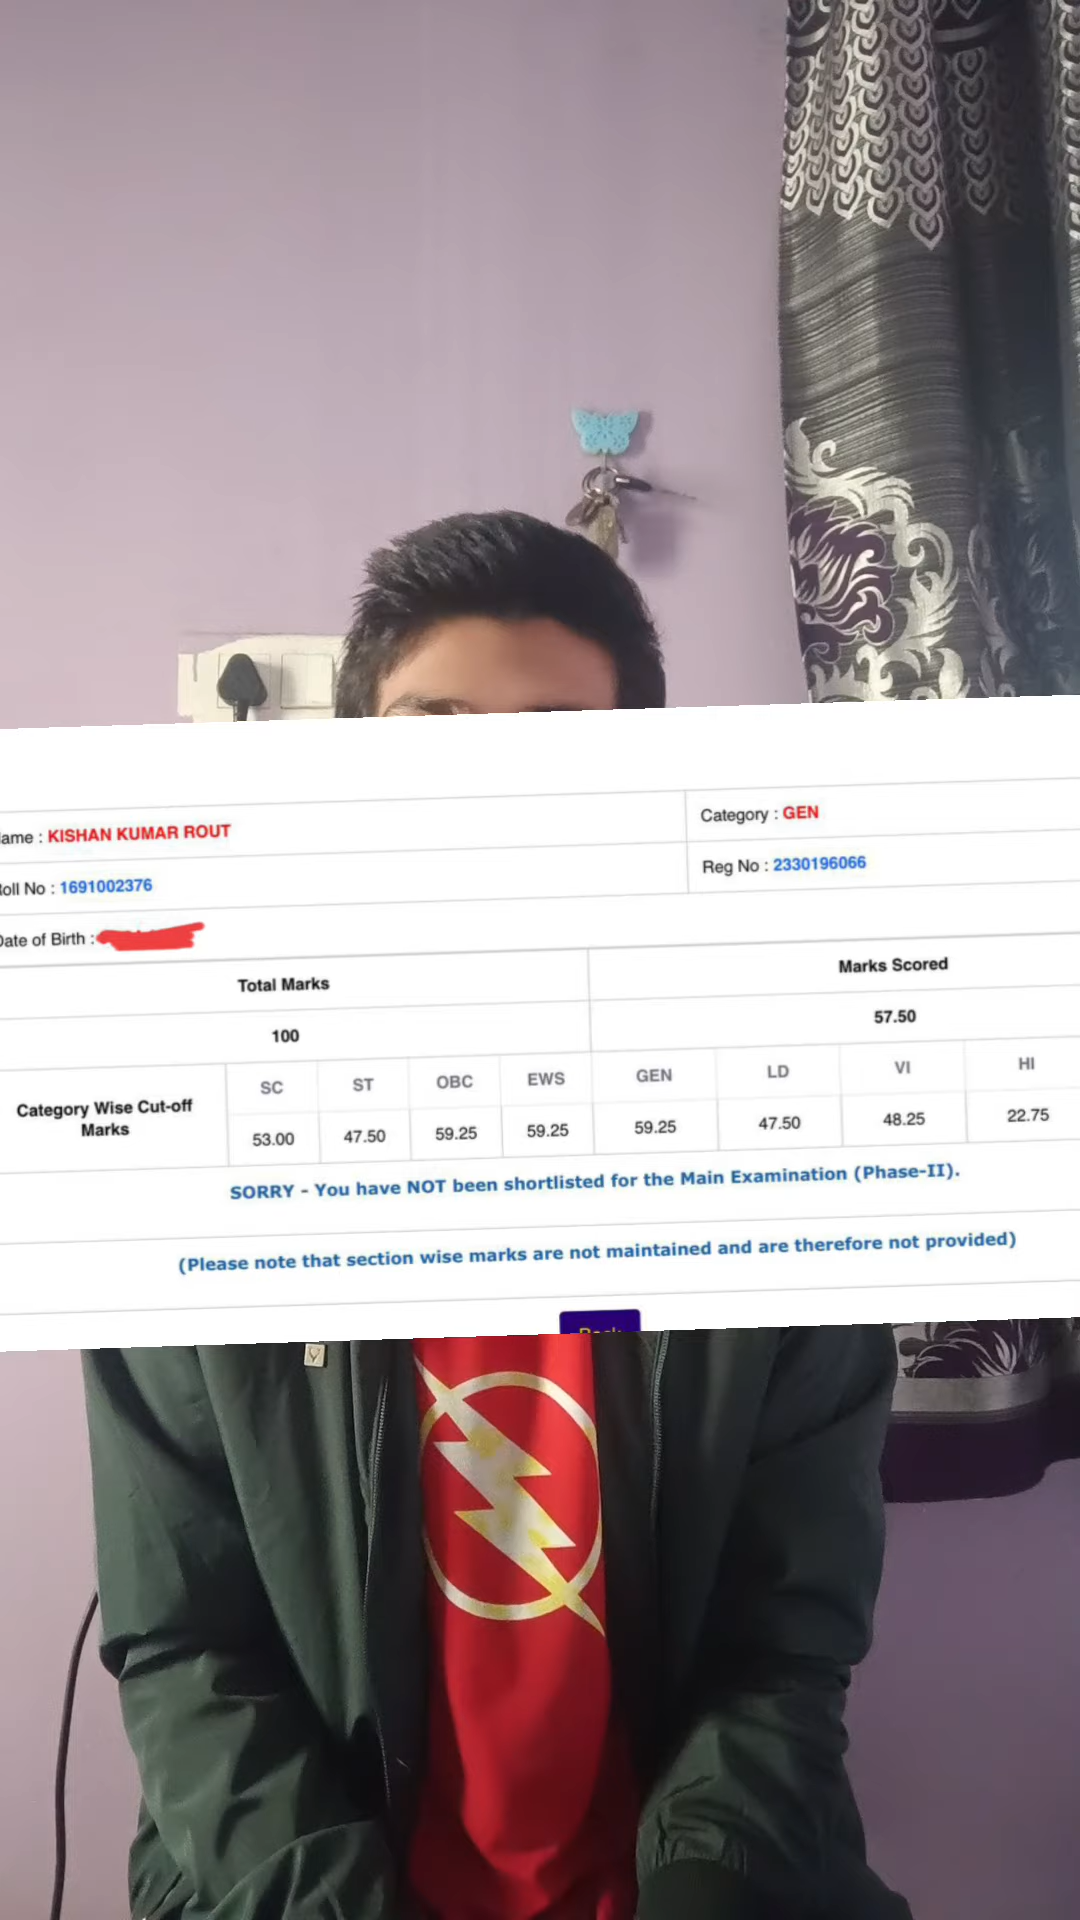 ame : KISHAN KUMAR ROUT
Category : GEN
Roll No : 1691002376
Reg No : 2330196066
Date of Birth :
Total Marks
Marks Scored
100
57.50
Category Wise Cut-off Marks
SC ST OBC EWS GEN LD VI HI
53.00 47.50 59.25 59.25 59.25 47.50 48.25 22.75
SORRY - You have NOT been shortlisted for the Main Examination (Phase-II).
(Please note that section wise marks are not maintained and are therefore not provided)